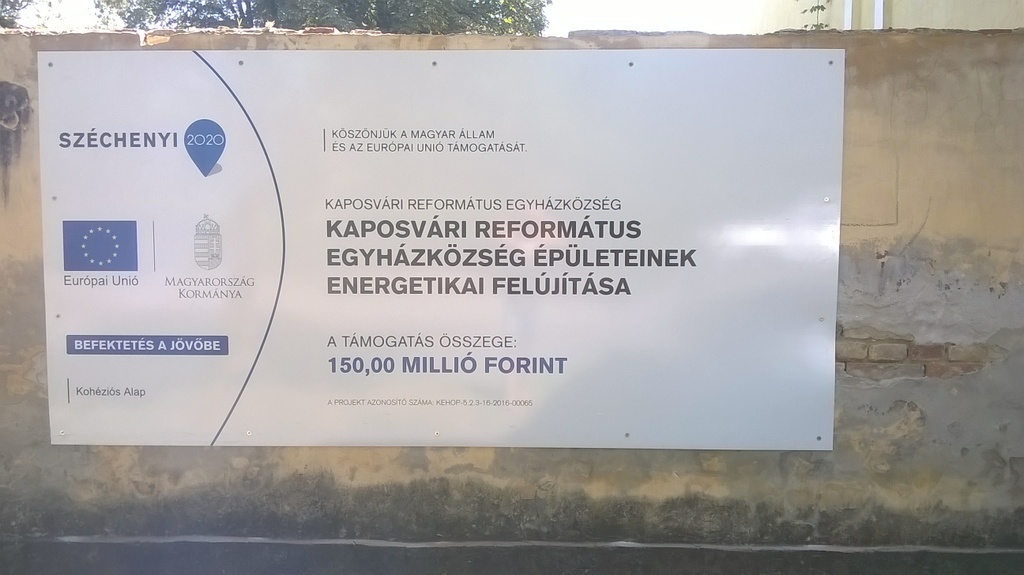 SZÉCHENYI 2020
Európai Unió
MAGYARORSZÁG
KORMÁNYA
BEFEKTETÉS A JÖVŐBE
Kohéziós Alap
KÖSZÖNJÜK A MAGYAR ÁLLAM
ÉS AZ EURÓPAI UNIÓ TÁMOGATÁSÁT.
KAPOSVÁRI REFORMÁTUS EGYHÁZKÖZSÉG
KAPOSVÁRI REFORMÁTUS
EGYHÁZKÖZSÉG ÉPÜLETEINEK
ENERGETIKAI FELÚJÍTÁSA
A TÁMOGATÁS ÖSSZEGE:
150,00 MILLIÓ FORINT
A PROJEKT AZONOSÍTÓ SZÁMA: KEHOP-5.2.3-16-2016-00065